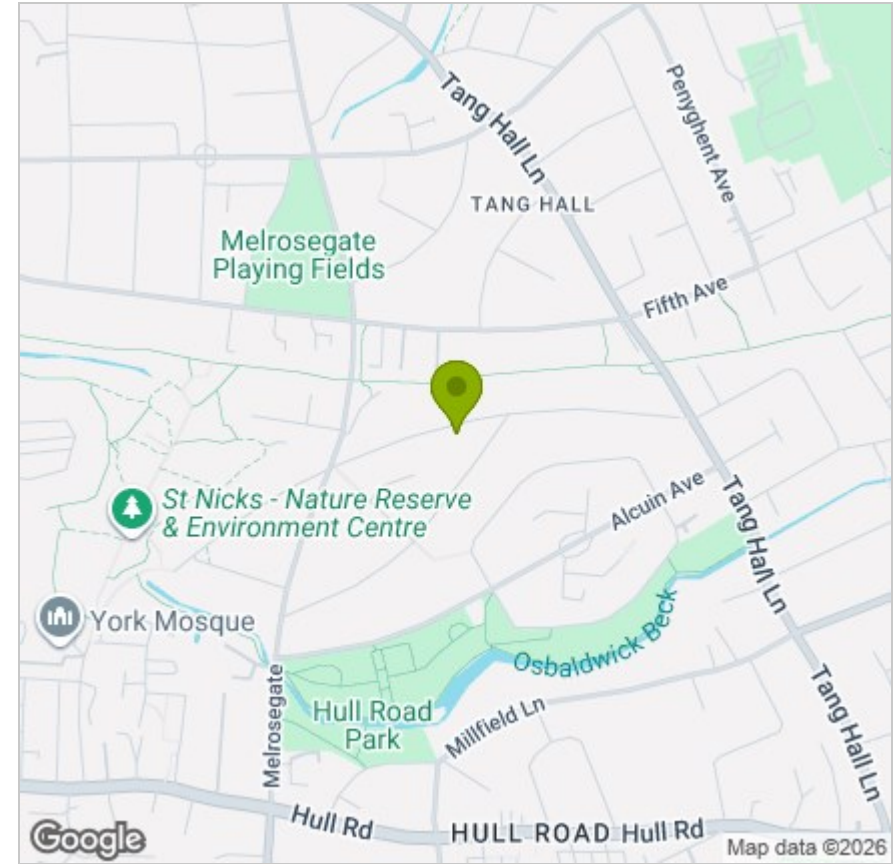 Tang Hall Ln
Penyghent Ave
TANG HALL
Melrosegate
Playing Fields
Fifth Ave
St Nicks - Nature Reserve
& Environment Centre
Alcuin Ave
Tang Hall Ln
York Mosque
Osbaldwick Beck
Melrosegate
Hull Road
Park
Millfield Ln
Tang Hall Ln
Hull Rd
HULL ROAD
Hull Rd
Google
Map data ©2026